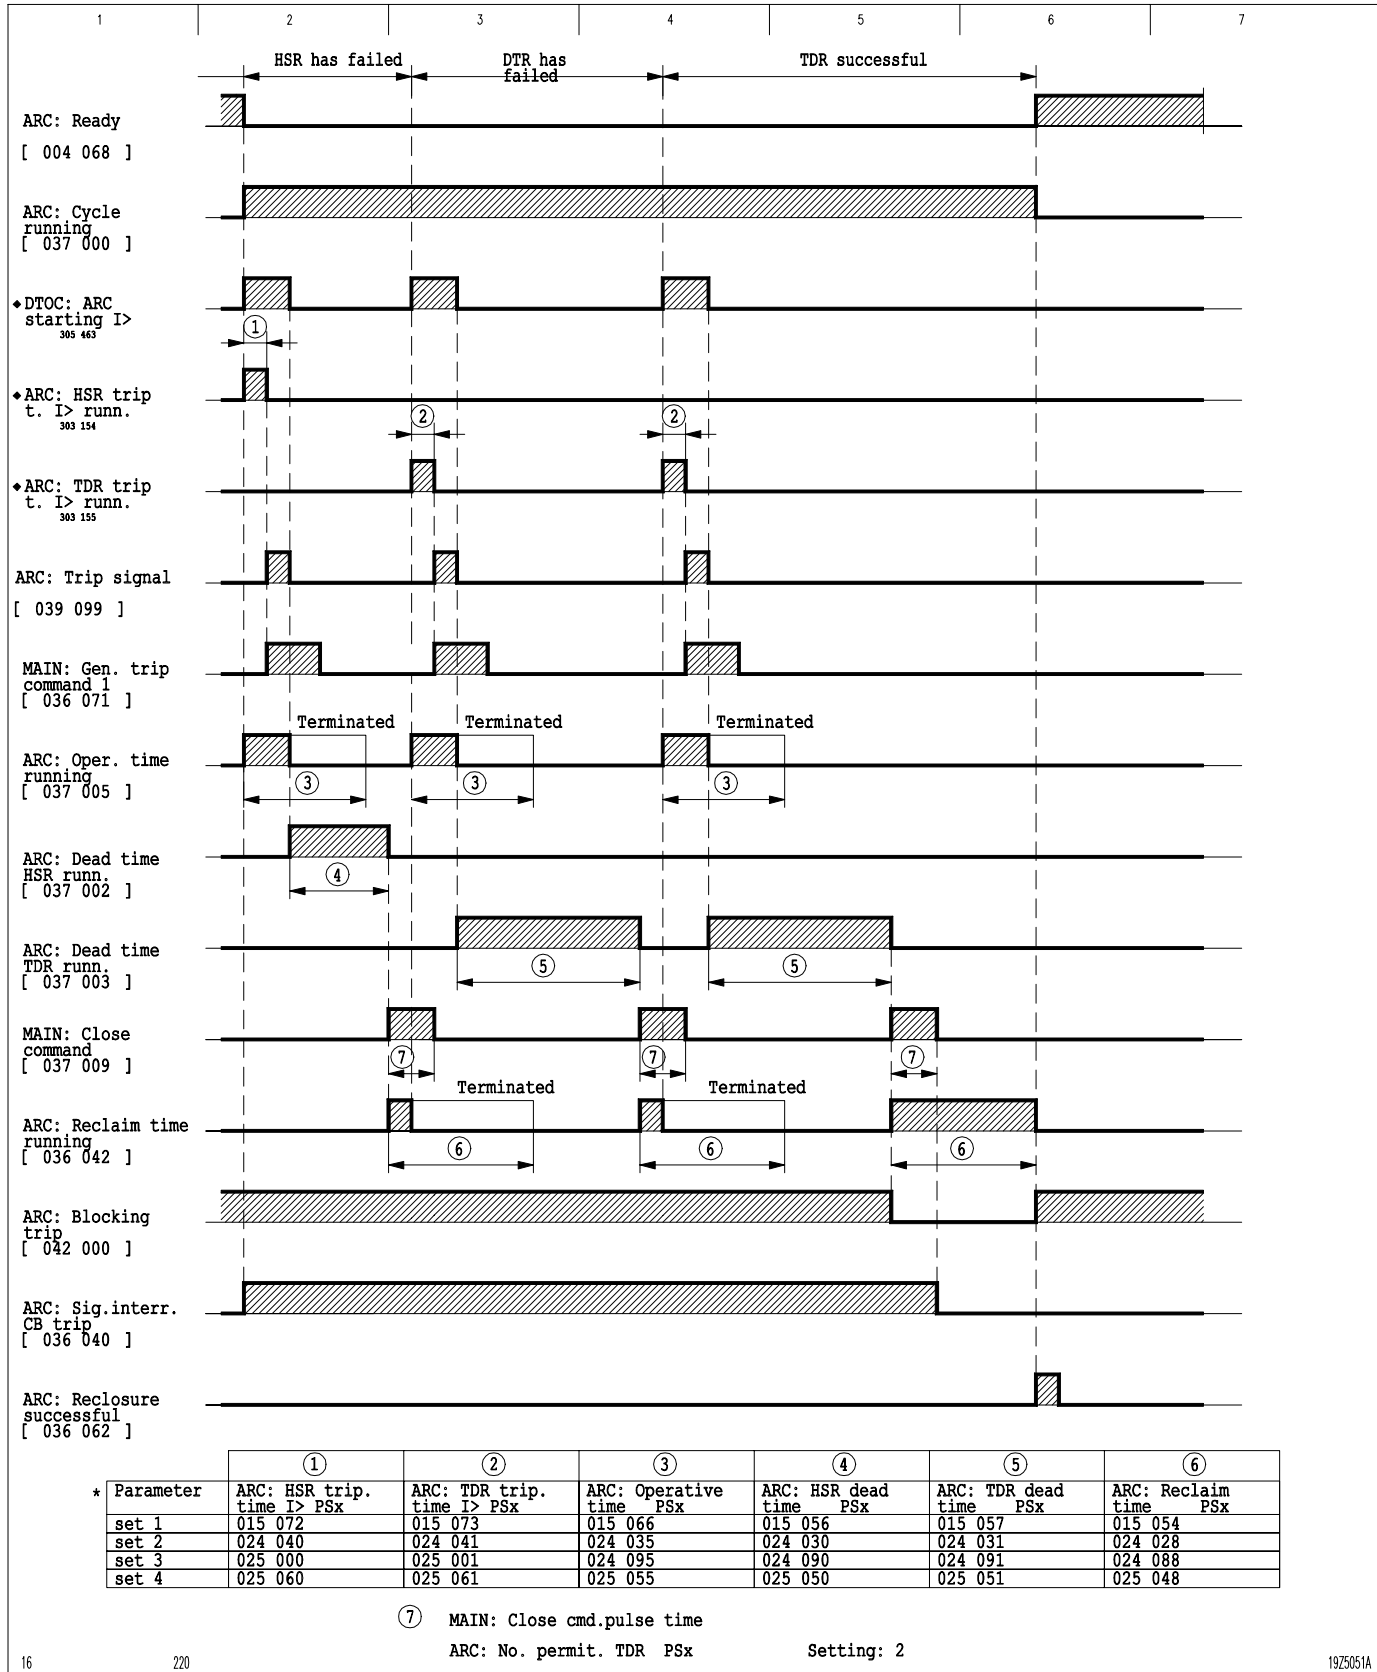 1 2 3 4 5 6 7
HSR has failed
DTR has
failed
TDR successful
ARC: Ready
[ 004 068 ]
ARC: Cycle
running
[ 037 000 ]
◆DTOC: ARC
starting I>
305 463
1
◆ARC: HSR trip
t. I> runn.
303 154
2 2
◆ARC: TDR trip
t. I> runn.
303 155
ARC: Trip signal
[ 039 099 ]
MAIN: Gen. trip
command 1
[ 036 071 ]
Terminated Terminated Terminated
ARC: Oper. time
running
[ 037 005 ]
3 3 3
ARC: Dead time
HSR runn.
[ 037 002 ]
4
ARC: Dead time
TDR runn.
[ 037 003 ]
5 5
MAIN: Close
command
[ 037 009 ]
7 7 7
Terminated Terminated
ARC: Reclaim time
running
[ 036 042 ]
6 6 6
ARC: Blocking
trip
[ 042 000 ]
ARC: Sig.interr.
CB trip
[ 036 040 ]
ARC: Reclosure
successful
[ 036 062 ]
1 2 3 4 5 6
* Parameter ARC: HSR trip. ARC: TDR trip. ARC: Operative ARC: HSR dead ARC: TDR dead ARC: Reclaim
time I> PSx time I> PSx time PSx time PSx time PSx time PSx
set 1 015 072 015 073 015 066 015 056 015 057 015 054
set 2 024 040 024 041 024 035 024 030 024 031 024 028
set 3 025 000 025 001 024 095 024 090 024 091 024 088
set 4 025 060 025 061 025 055 025 050 025 051 025 048
7 MAIN: Close cmd.pulse time
ARC: No. permit. TDR PSx Setting: 2
16 220 19Z5051A